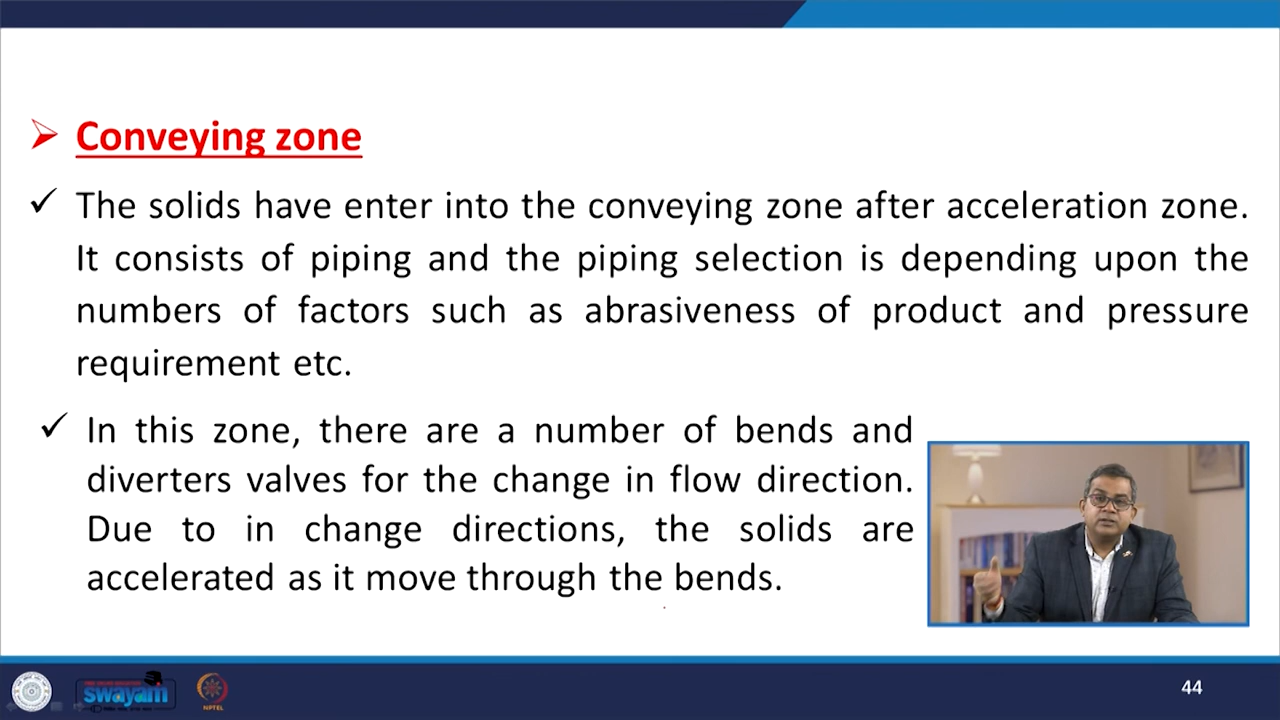 Conveying zone
The solids have enter into the conveying zone after acceleration zone.
It consists of piping and the piping selection is depending upon the
numbers of factors such as abrasiveness of product and pressure
requirement etc.
In this zone, there are a number of bends and
diverters valves for the change in flow direction.
Due to in change directions, the solids are
accelerated as it move through the bends.
swayam
NPTEL
44